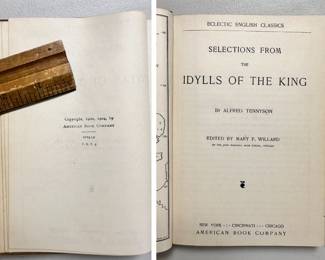 Copyright, 1900, 1904, by
AMERICAN BOOK COMPANY
ECLECTIC ENGLISH CLASSICS
SELECTIONS FROM
THE
IDYLLS OF THE KING
BY ALFRED TENNYSON
EDITED BY MARY F. WILLARD
NEW YORK · CINCINNATI · CHICAGO
AMERICAN BOOK COMPANY